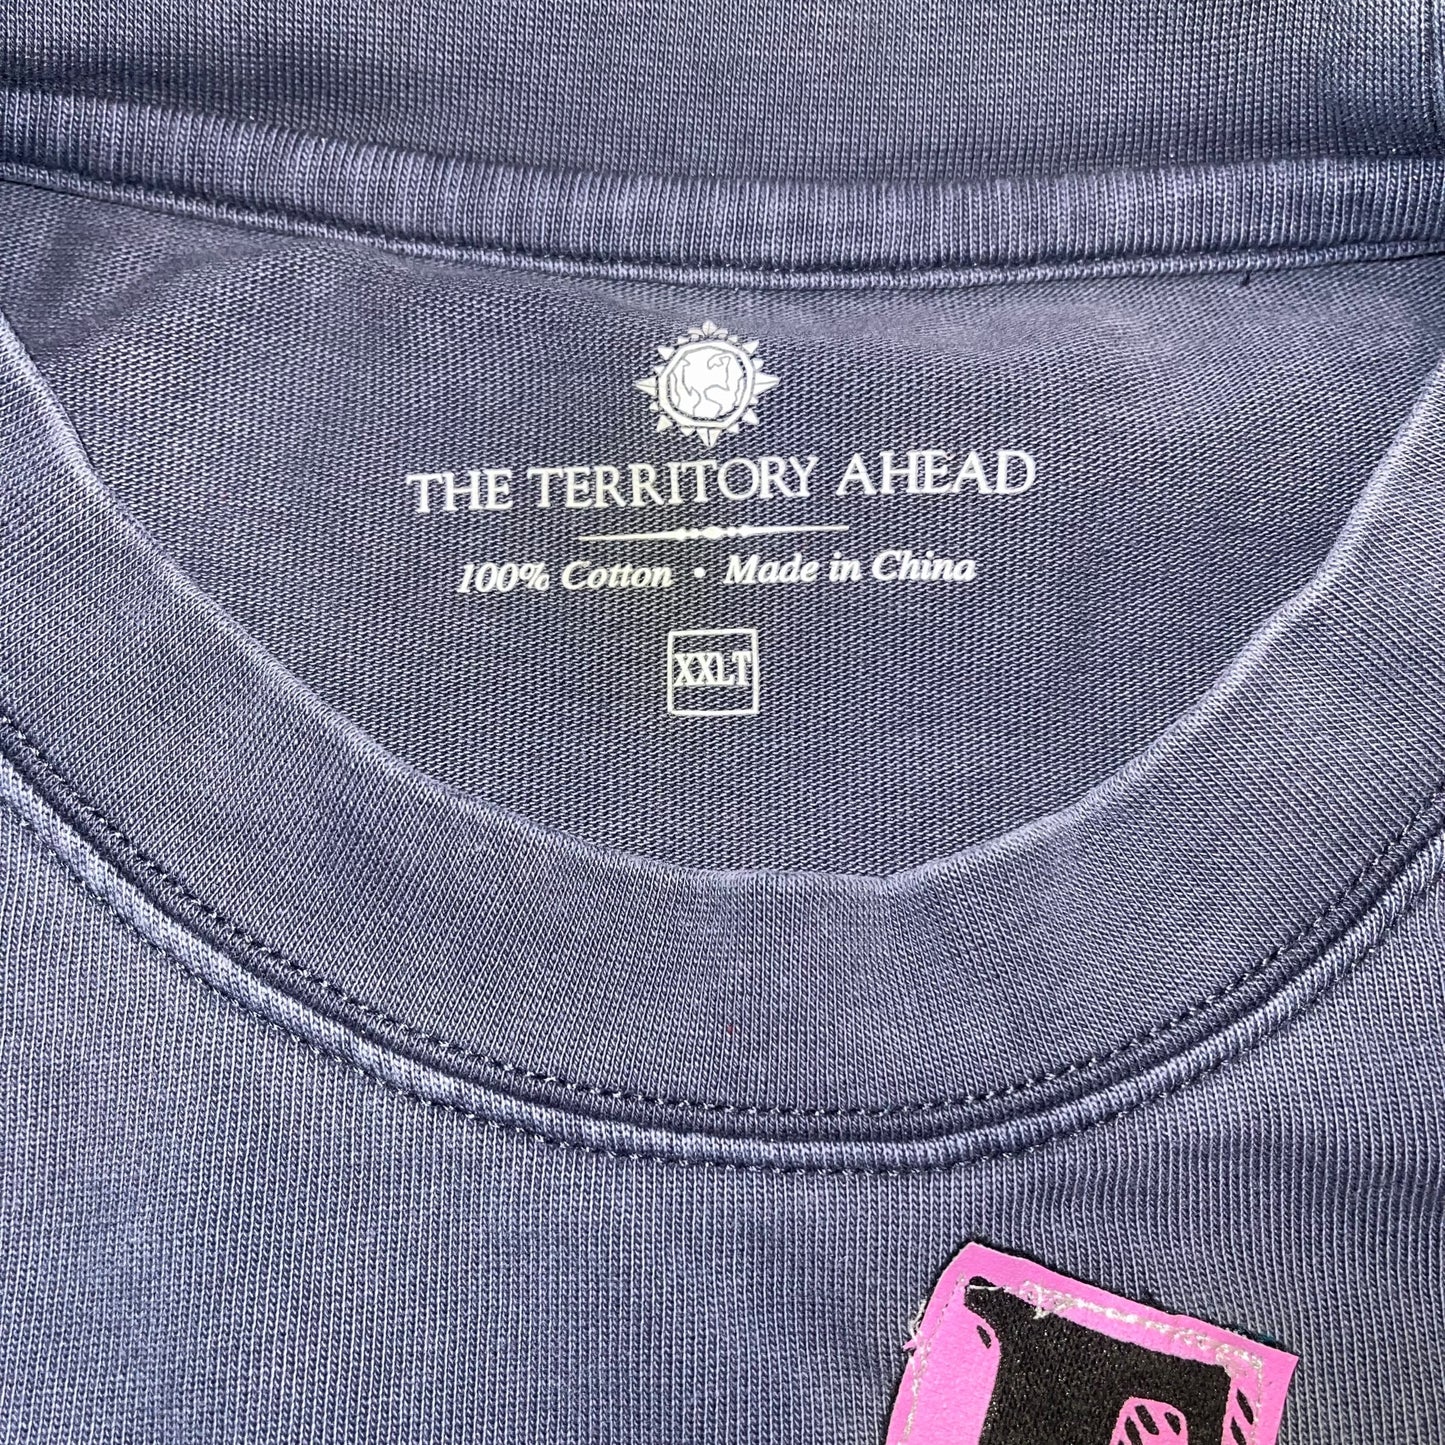 THE TERRITORY AHEAD
100% Cotton • Made in China
XXLT